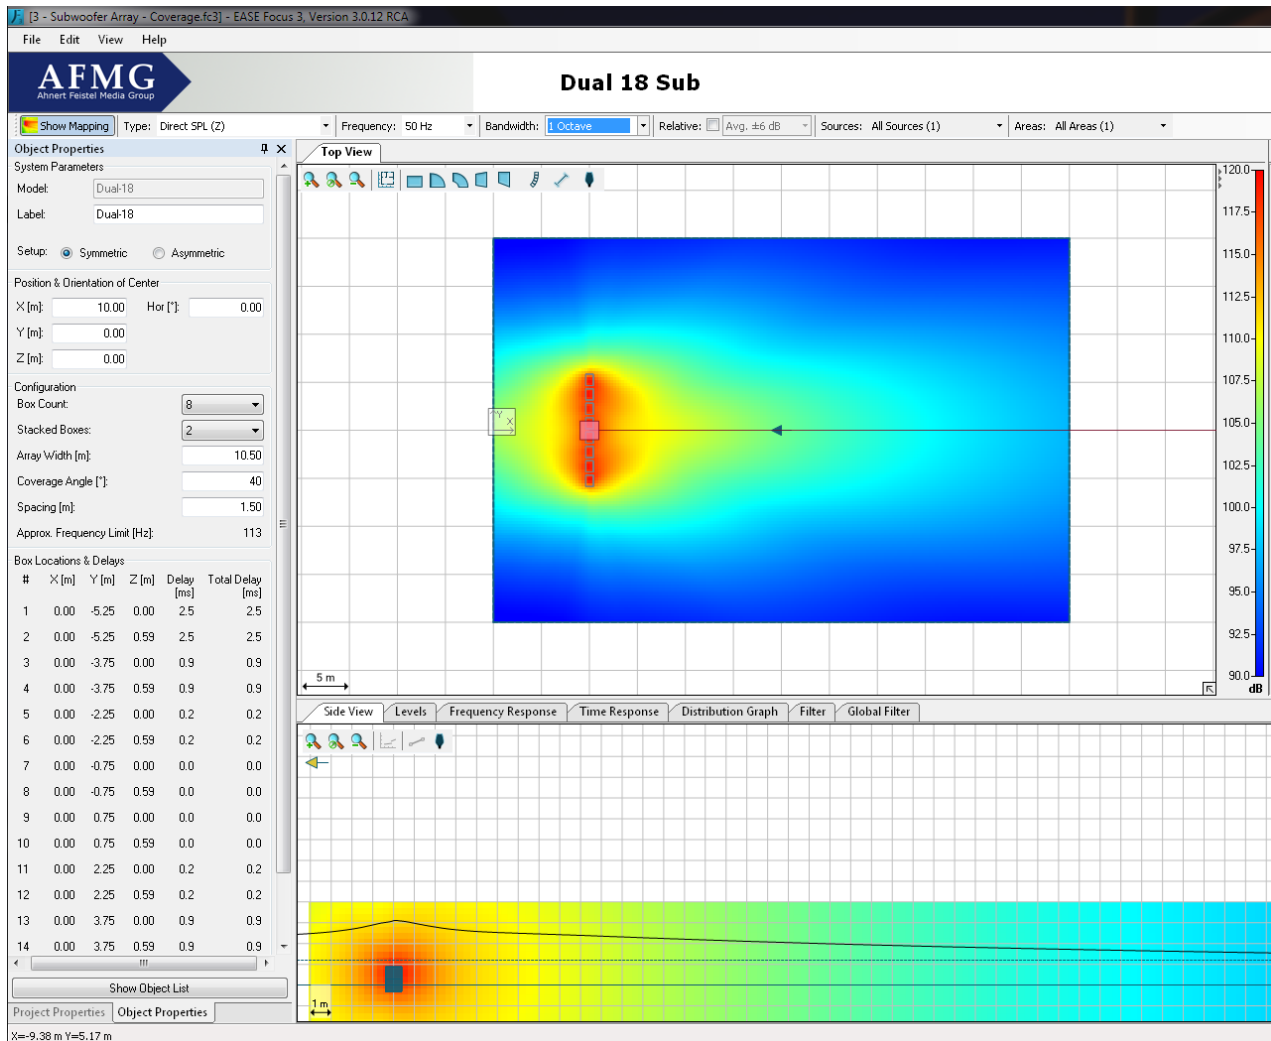 [3 - Subwoofer Array - Coverage.fc3] - EASE Focus 3, Version 3.0.12 RCA
File Edit View Help
AFMG
Ahnert Feistel Media Group
Dual 18 Sub
Show Mapping Type: Direct SPL (Z) Frequency: 50 Hz Bandwidth: 1 Octave Relative: Avg. ±6 dB Sources: All Sources (1) Areas: All Areas (1)
Object Properties
System Parameters
Model: Dual-18
Label: Dual-18
Setup: Symmetric Asymmetric
Position & Orientation of Center
X [m]: 10.00 Hor [°]: 0.00
Y [m]: 0.00
Z [m]: 0.00
Configuration
Box Count: 8
Stacked Boxes: 2
Array Width [m]: 10.50
Coverage Angle [°]: 40
Spacing [m]: 1.50
Approx. Frequency Limit [Hz]: 113
Box Locations & Delays
# X [m] Y [m] Z [m] Delay [ms] Total Delay [ms]
1 0.00 -5.25 0.00 2.5 2.5
2 0.00 -5.25 0.59 2.5 2.5
3 0.00 -3.75 0.00 0.9 0.9
4 0.00 -3.75 0.59 0.9 0.9
5 0.00 -2.25 0.00 0.2 0.2
6 0.00 -2.25 0.59 0.2 0.2
7 0.00 -0.75 0.00 0.0 0.0
8 0.00 -0.75 0.59 0.0 0.0
9 0.00 0.75 0.00 0.0 0.0
10 0.00 0.75 0.59 0.0 0.0
11 0.00 2.25 0.00 0.2 0.2
12 0.00 2.25 0.59 0.2 0.2
13 0.00 3.75 0.00 0.9 0.9
14 0.00 3.75 0.59 0.9 0.9
Show Object List
Project Properties Object Properties
X=-9.38 m Y=5.17 m
Top View
Y
X
5 m
120.0
117.5
115.0
112.5
110.0
107.5
105.0
102.5
100.0
97.5
95.0
92.5
90.0
dB
Side View Levels Frequency Response Time Response Distribution Graph Filter Global Filter
1 m